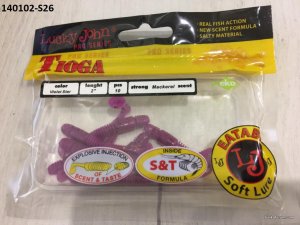 140102-S26
Lucky John
PRO SERIES
TIOGA
REAL FISH ACTION
NEW SCENT FORMULA
SALTY MATERIAL
color lenght pcs strong Mackerel scent
2" 10
EXPLOSIVE INJECTION
OF
SCENT & TASTE
INSIDE
S&T
FORMULA
EATABLE
LJ
Soft Lure